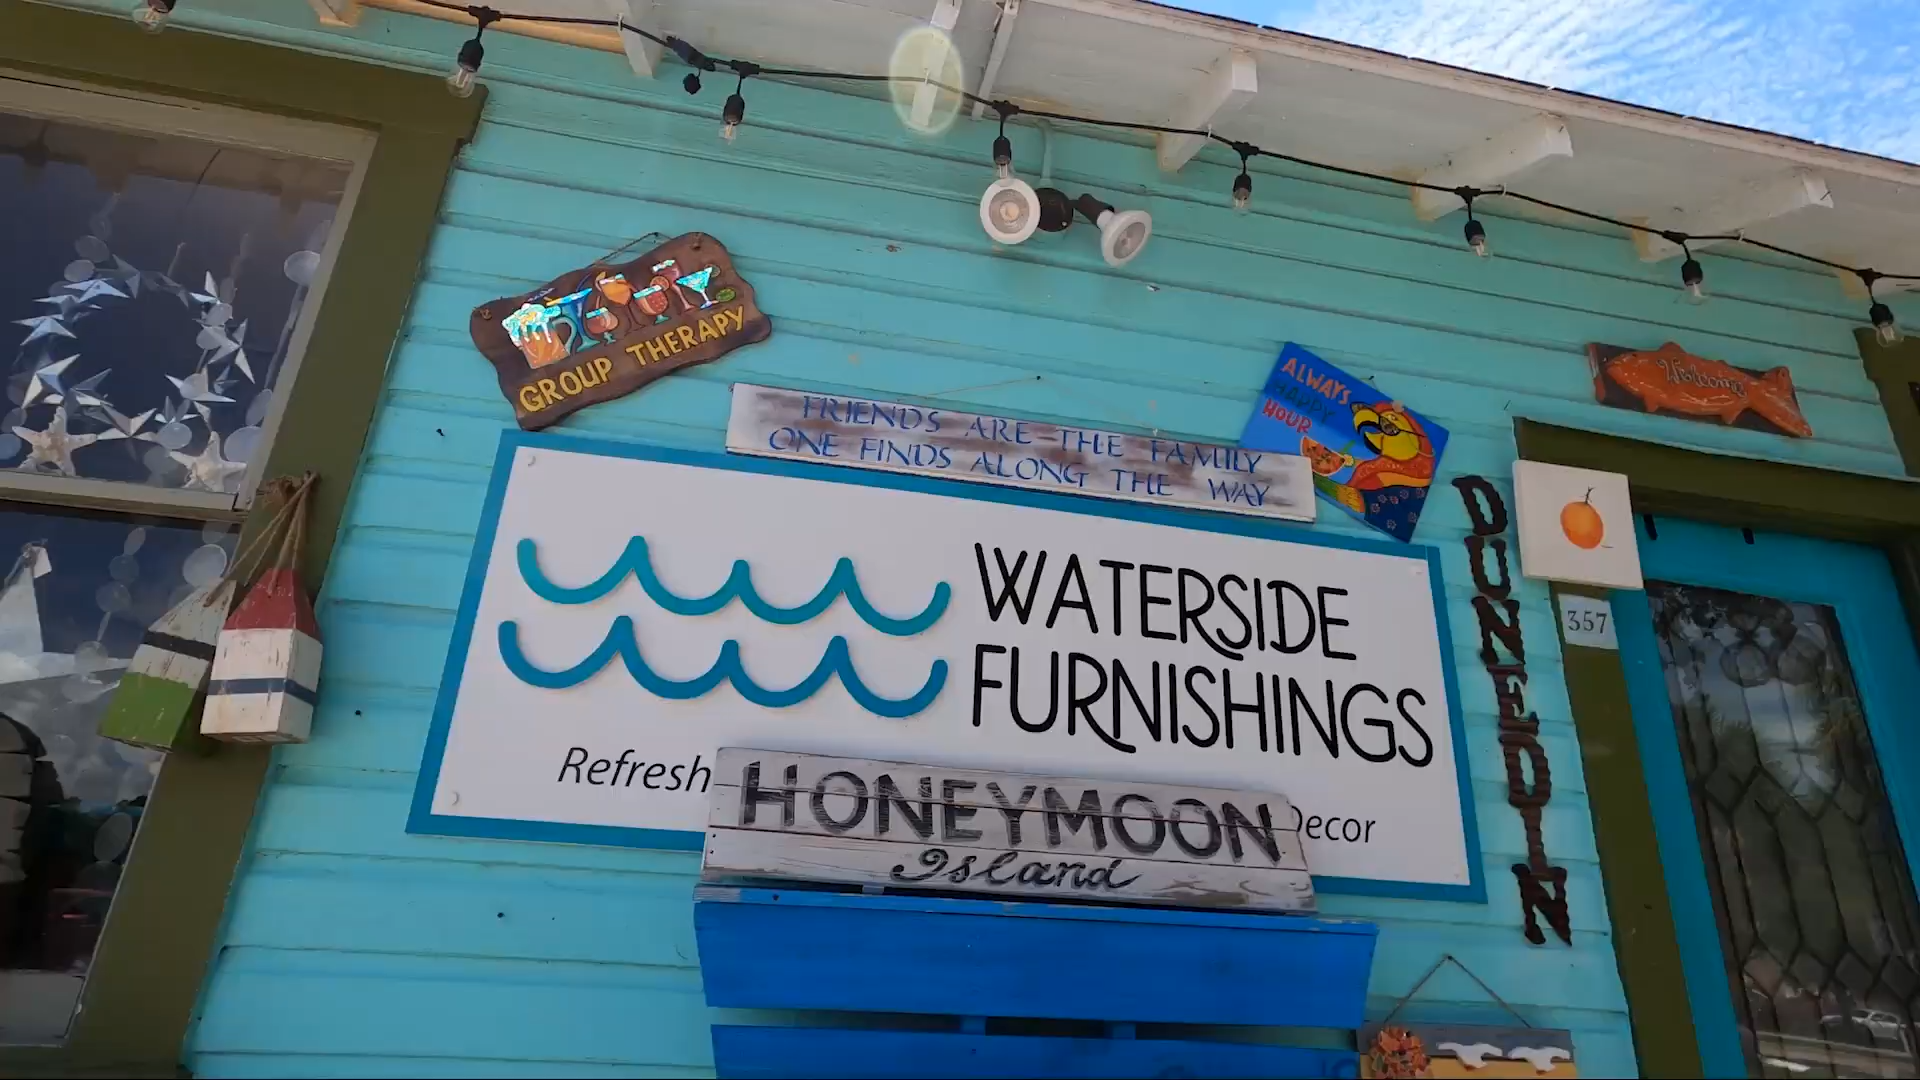 GROUP THERAPY
FRIENDS ARE THE FAMILY
ONE FINDS ALONG THE WAY
ALWAYS
HAPPY
HOUR
Welcome
WATERSIDE
FURNISHINGS
Refresh
Decor
HONEYMOON
Island
DUNEDIN
357